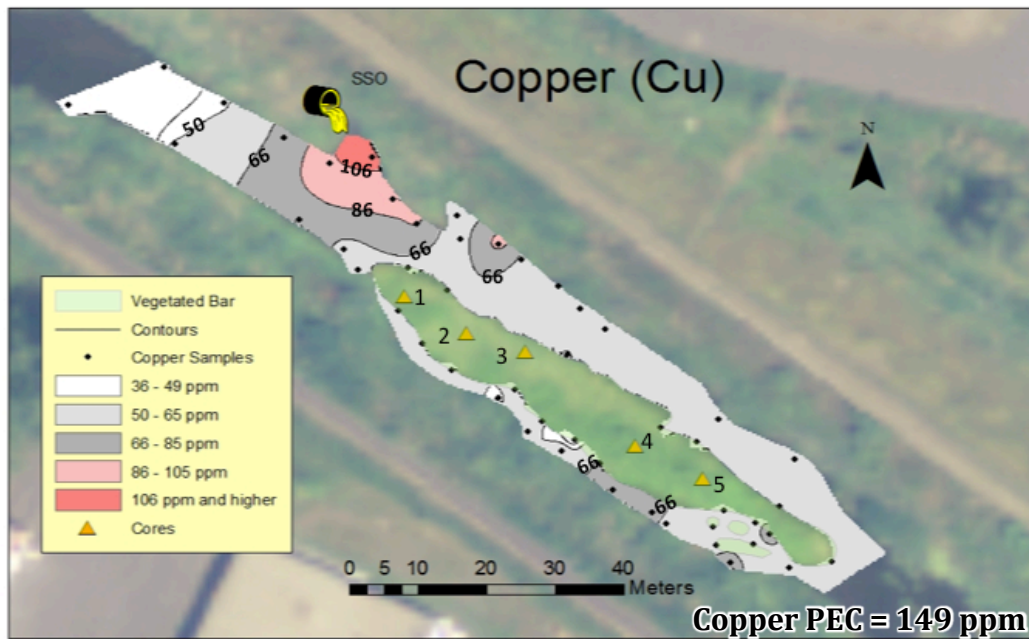 SSO
Copper (Cu)
N
50
66
106
86
66
66
1
2
3
4
5
66
66
Vegetated Bar
Contours
Copper Samples
36 - 49 ppm
50 - 65 ppm
66 - 85 ppm
86 - 105 ppm
106 ppm and higher
Cores
0 5 10 20 30 40
Meters
Copper PEC = 149 ppm